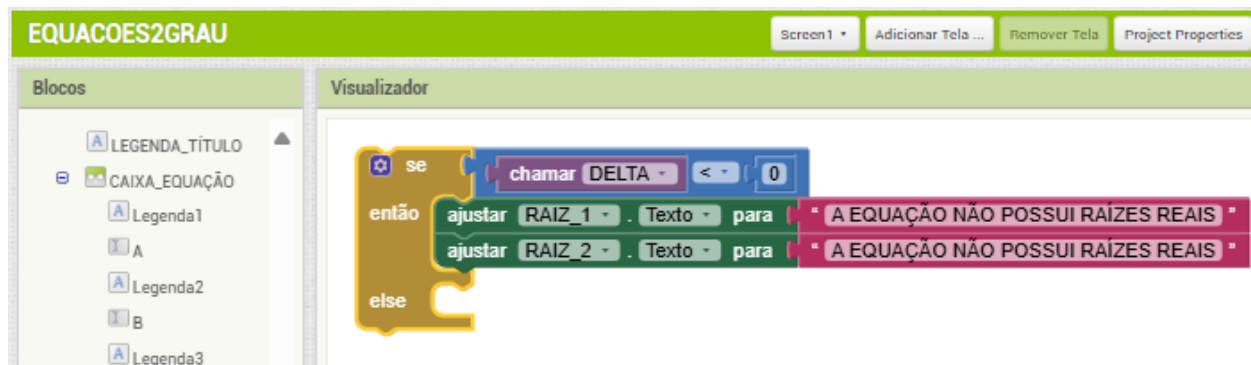 EQUACOES2GRAU
Screen1
Adicionar Tela ...
Remover Tela
Project Properties
Blocos
Visualizador
A LEGENDA_TÍTULO
CAIXA_EQUAÇÃO
A Legenda1
A
A Legenda2
B
A Legenda3
se chamar DELTA < 0
então ajustar RAIZ_1 . Texto para " A EQUAÇÃO NÃO POSSUI RAÍZES REAIS "
ajustar RAIZ_2 . Texto para " A EQUAÇÃO NÃO POSSUI RAÍZES REAIS "
else